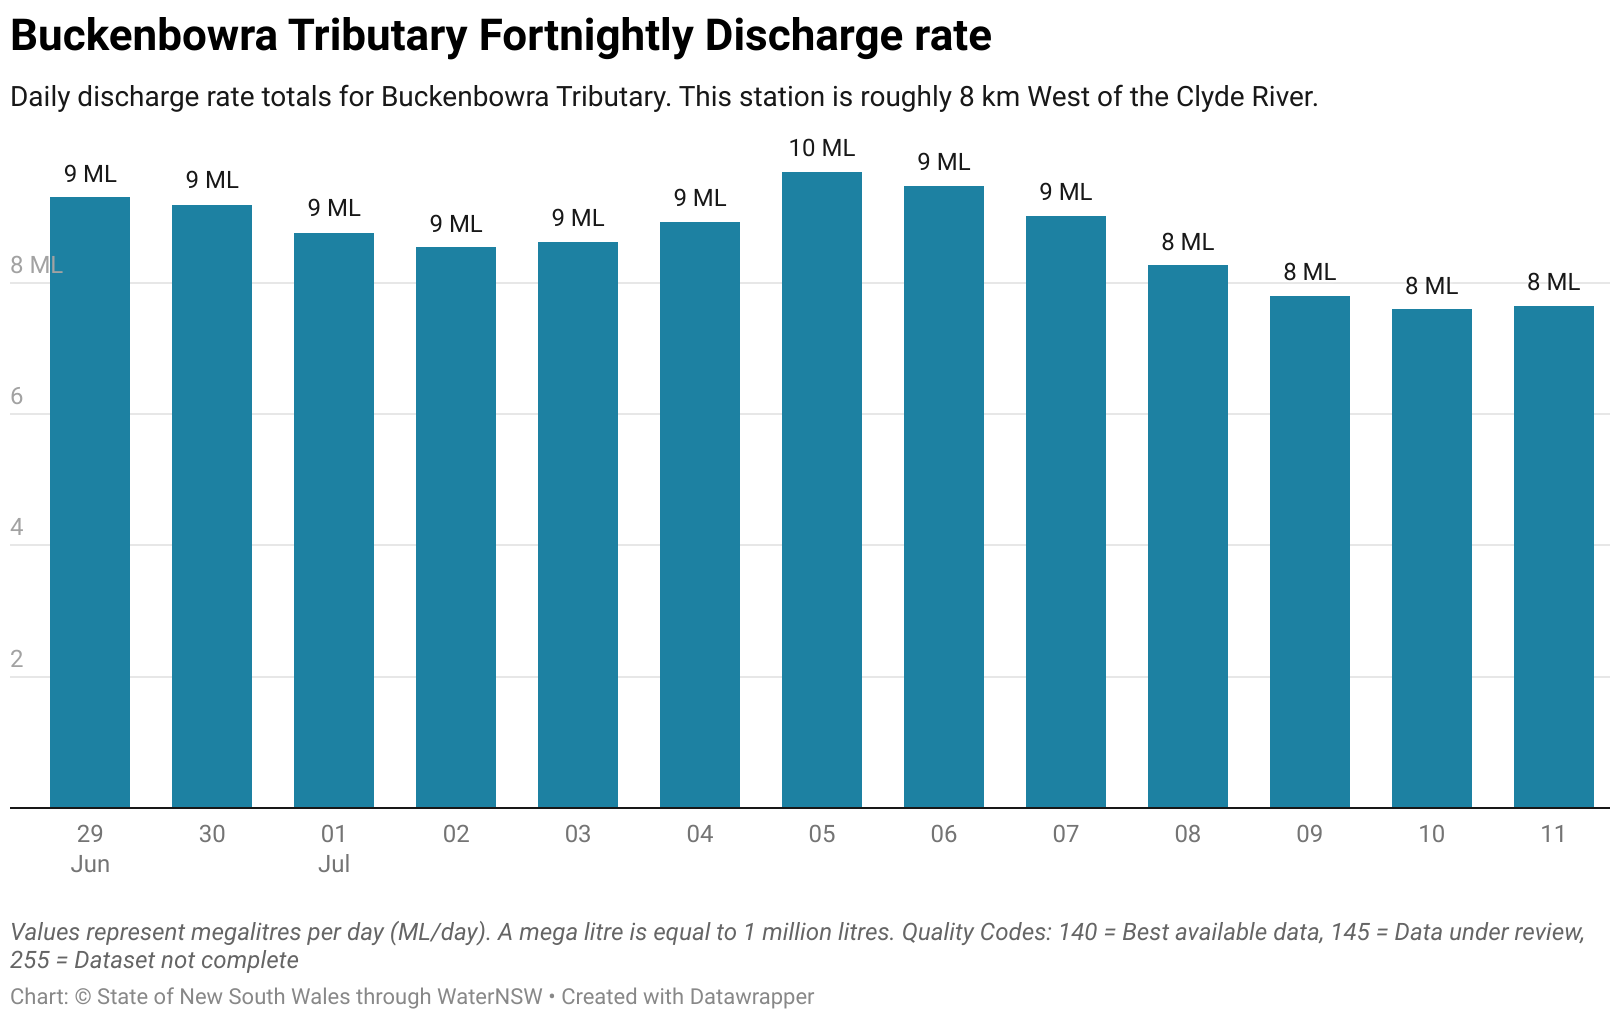 Buckenbowra Tributary Fortnightly Discharge rate
Daily discharge rate totals for Buckenbowra Tributary. This station is roughly 8 km West of the Clyde River.
9 ML
9 ML
9 ML
9 ML
9 ML
9 ML
10 ML
9 ML
9 ML
8 ML
8 ML
8 ML
8 ML
8 ML
6
4
2
29 30 01 02 03 04 05 06 07 08 09 10 11
Jun Jul
Values represent megalitres per day (ML/day). A mega litre is equal to 1 million litres. Quality Codes: 140 = Best available data, 145 = Data under review,
255 = Dataset not complete
Chart: © State of New South Wales through WaterNSW • Created with Datawrapper